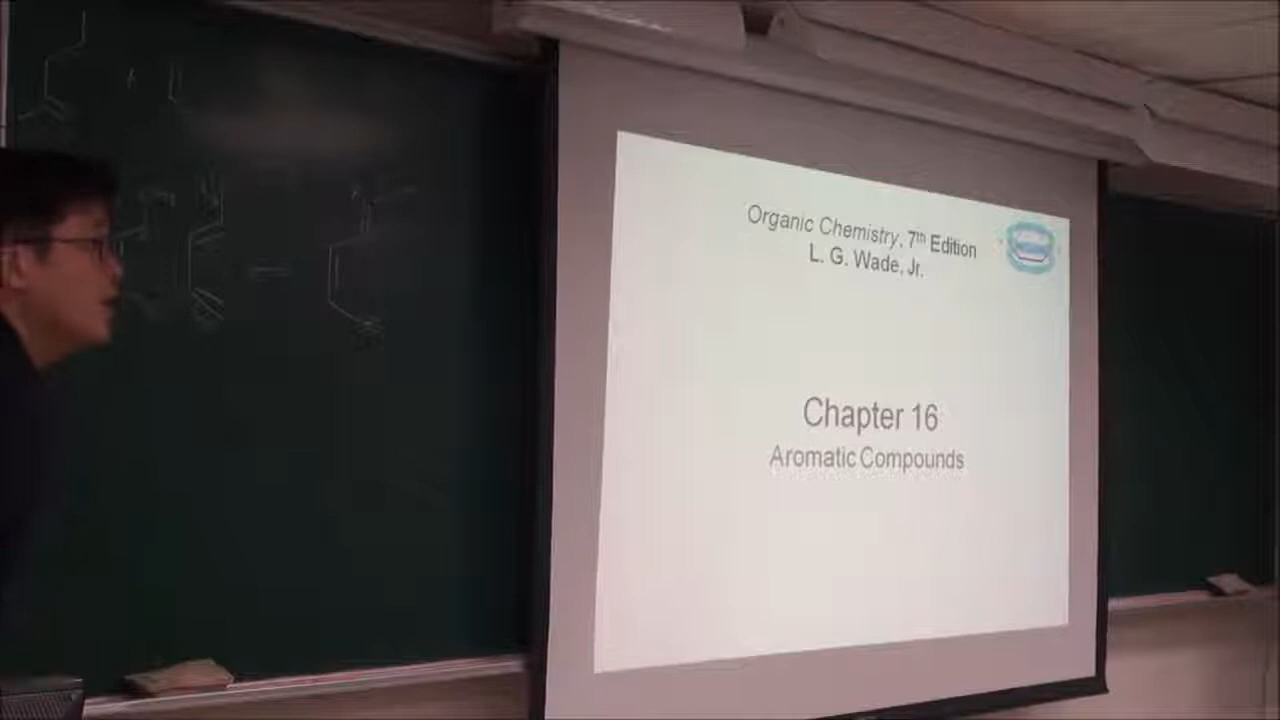 Organic Chemistry, 7th Edition
L. G. Wade, Jr.
Chapter 16
Aromatic Compounds